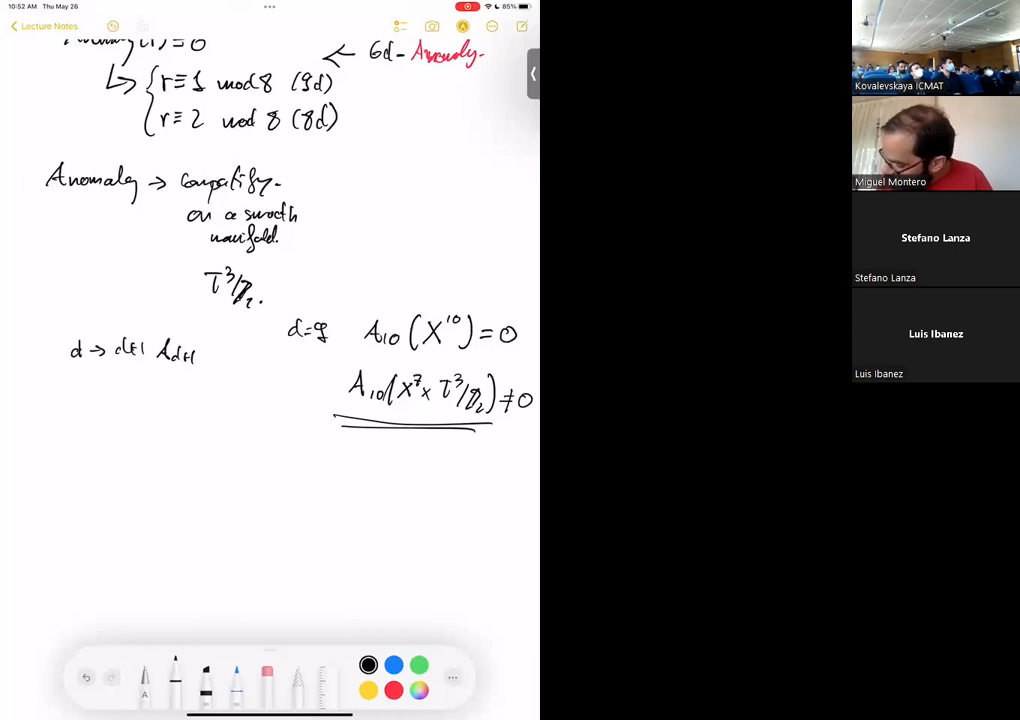 10:52 AM Thu May 26
85%
Lecture Notes
≡ 0
← 6d - Anomaly.
↳ { r ≡ 1 mod 8 (9d)
r ≡ 2 mod 8 (8d)
Anomaly →
on a smooth
manifold.
T³/ℤ₂.
d=9 A₁₀ (X¹⁰) = 0
d → d+1 A_{d+1}
A₁₀(X⁷ × T³/ℤ₂) ≠ 0
A
Kovalevskaya ICMAT
Miguel Montero
Stefano Lanza
Stefano Lanza
Luis Ibanez
Luis Ibanez